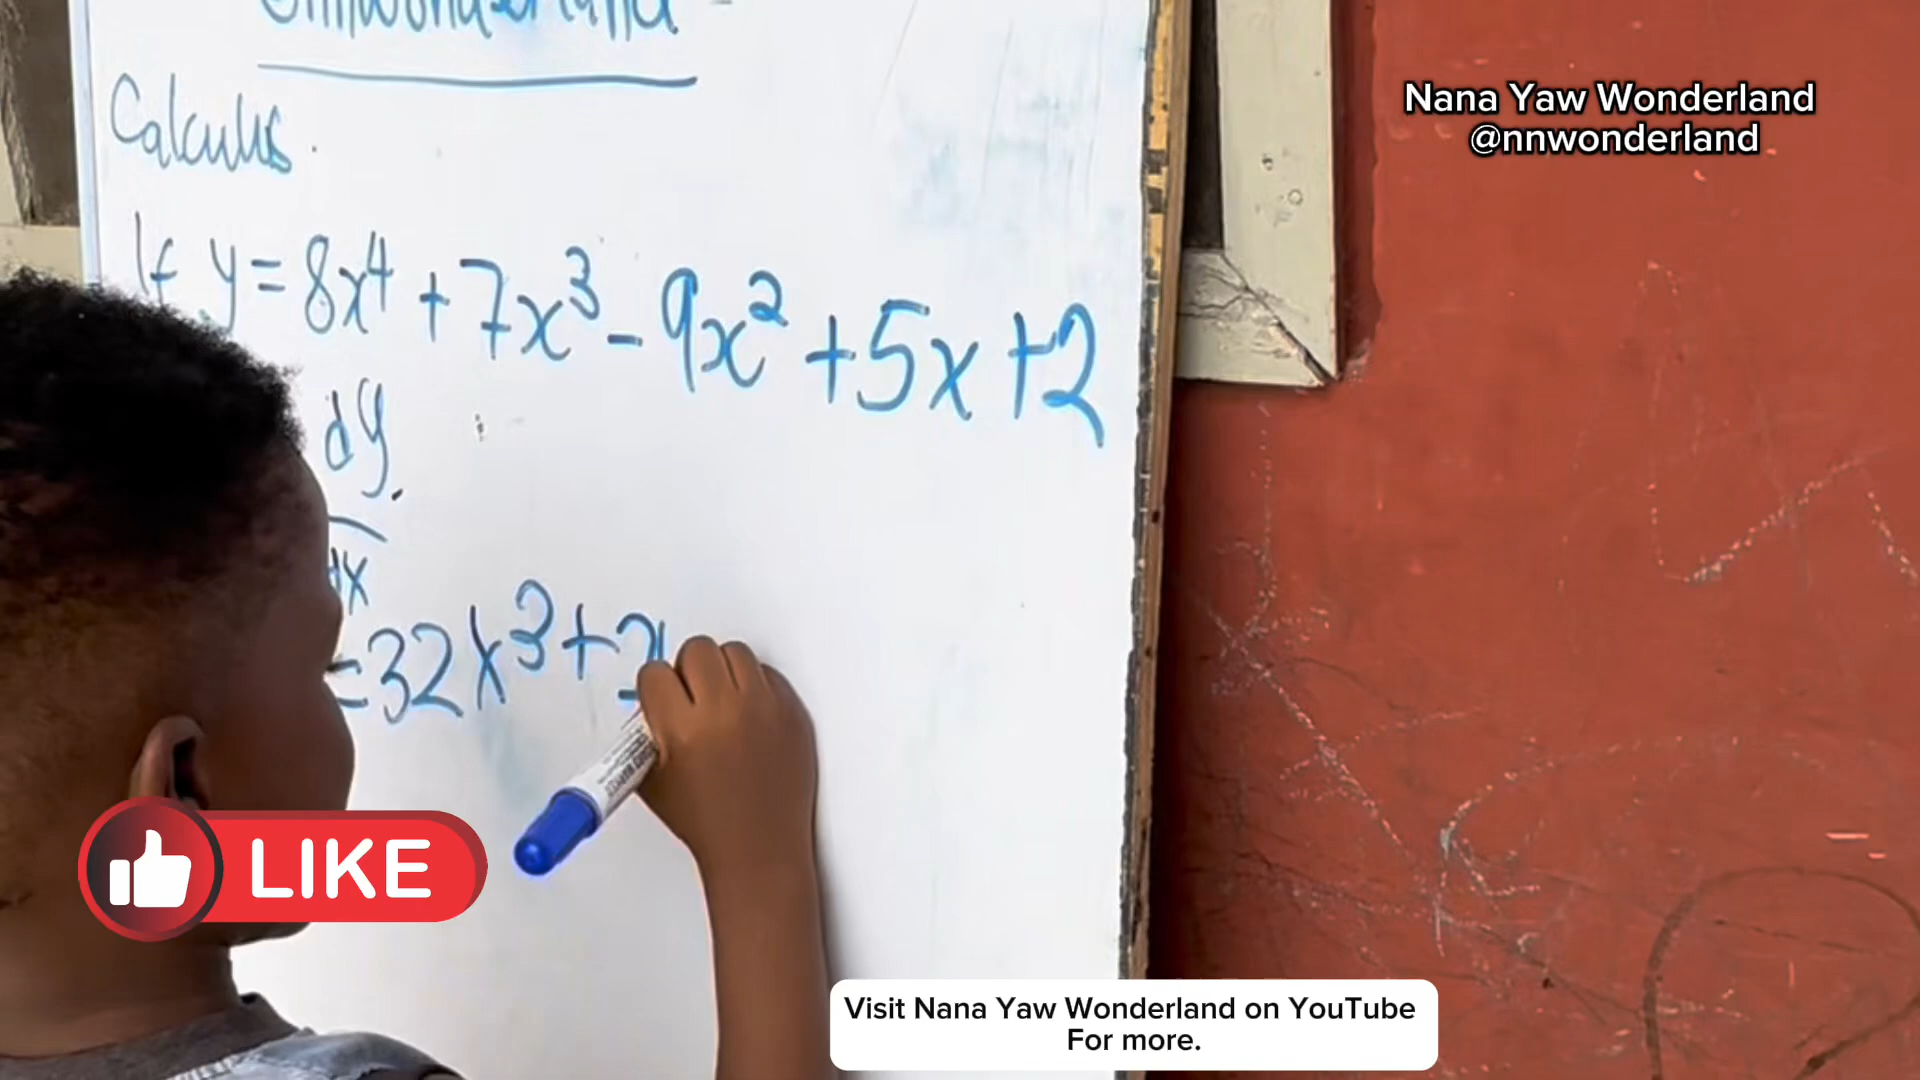 Nana Yaw Wonderland
@nnwonderland
Calculus
If y = 8x⁴ + 7x³ - 9x² + 5x + 2
dy
dx
= 32x³ + 2
LIKE
Visit Nana Yaw Wonderland on YouTube
For more.